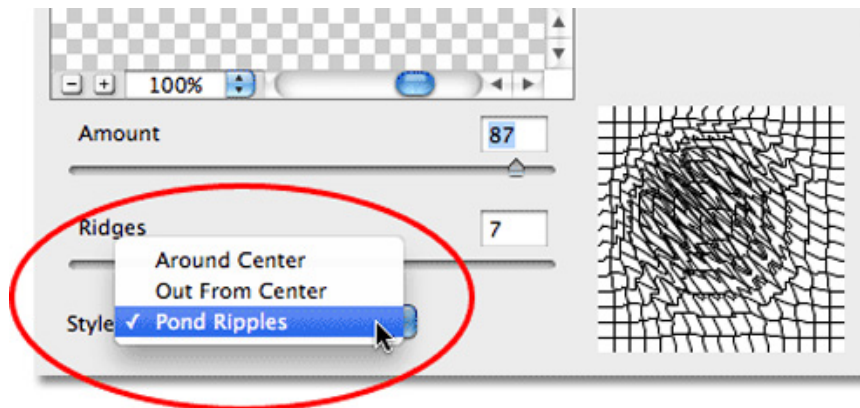 100%
Amount 87
Ridges 7
Around Center
Out From Center
Style ✓ Pond Ripples